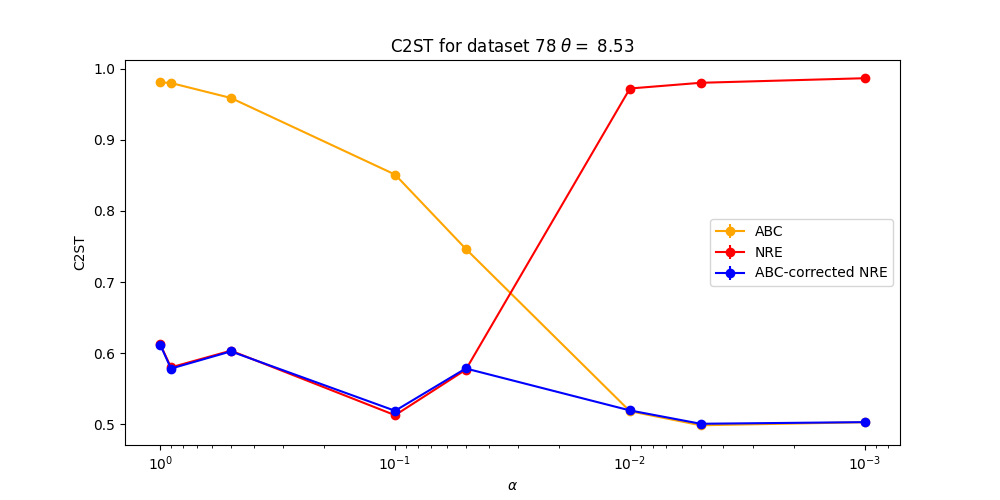 C2ST for dataset 78 θ = 8.53
C2ST
1.0
0.9
0.8
0.7
0.6
0.5
ABC
NRE
ABC-corrected NRE
10⁰
10⁻¹
10⁻²
10⁻³
α